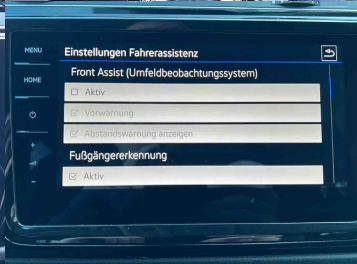 MENU
Einstellungen Fahrerassistenz
Front Assist (Umfeldbeobachtungssystem)
HOME
Aktiv
Vorwarnung
Abstandswarnung anzeigen
+
Fußgängererkennung
-
Aktiv